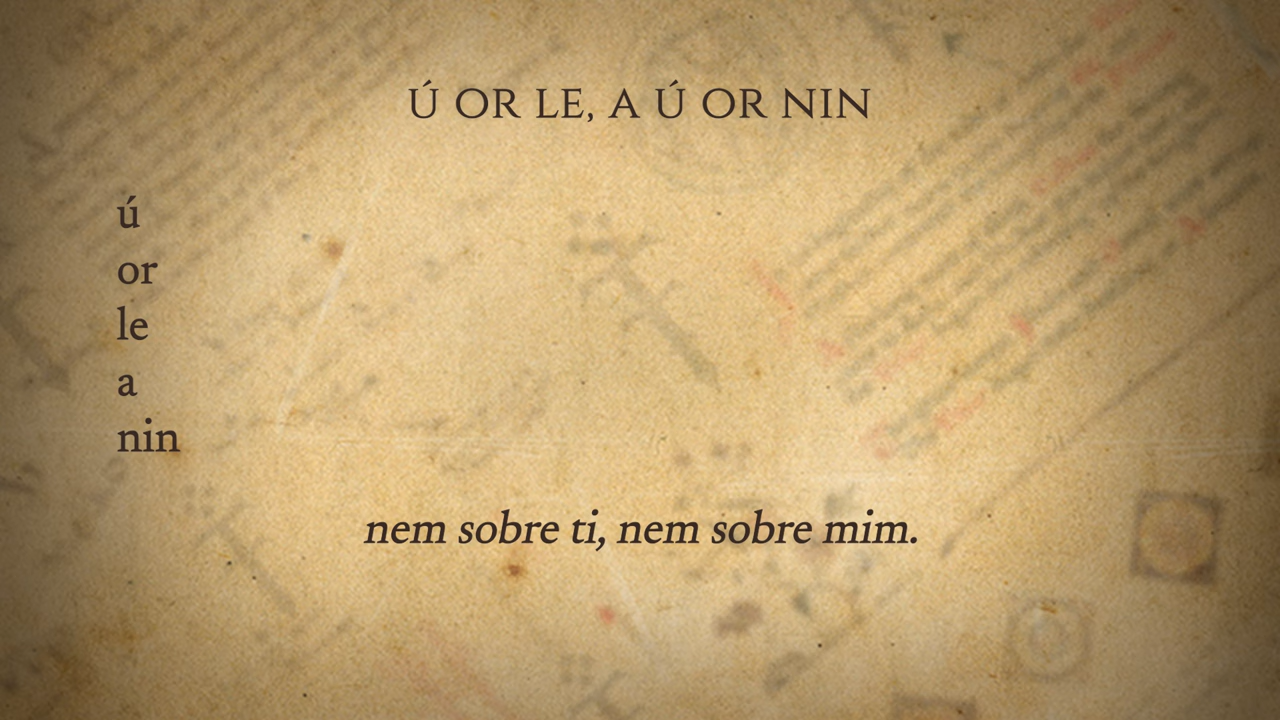 Ú OR LE, A Ú OR NIN
ú
or
le
a
nin
nem sobre ti, nem sobre mim.